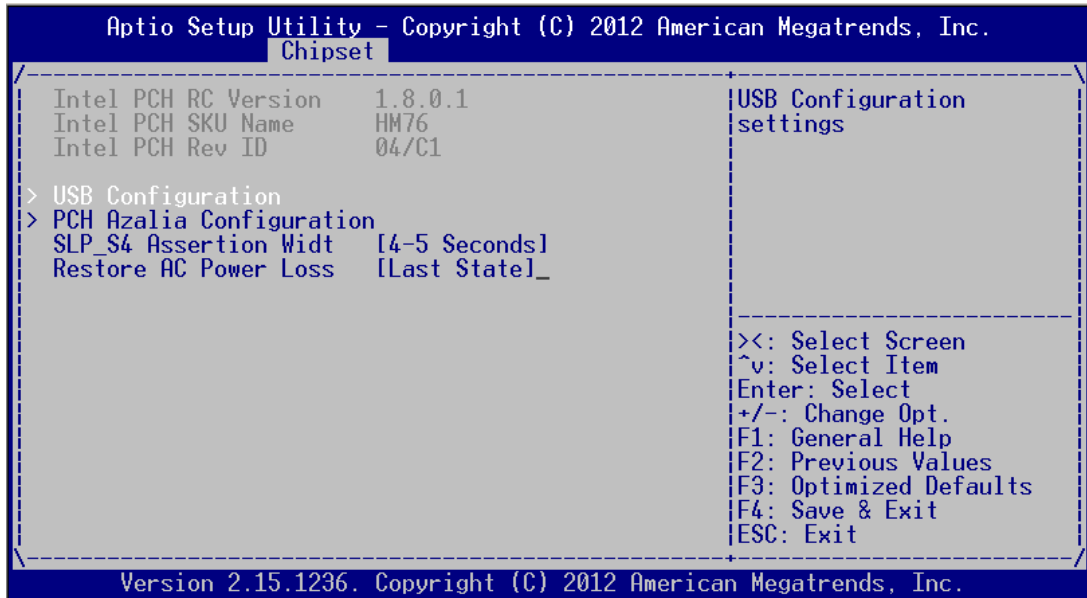 Aptio Setup Utility - Copyright (C) 2012 American Megatrends, Inc.
Chipset
Intel PCH RC Version 1.8.0.1
Intel PCH SKU Name HM76
Intel PCH Rev ID 04/C1
> USB Configuration
> PCH Azalia Configuration
SLP_S4 Assertion Widt [4-5 Seconds]
Restore AC Power Loss [Last State]_
USB Configuration
settings
><: Select Screen
^v: Select Item
Enter: Select
+/-: Change Opt.
F1: General Help
F2: Previous Values
F3: Optimized Defaults
F4: Save & Exit
ESC: Exit
Version 2.15.1236. Copyright (C) 2012 American Megatrends, Inc.